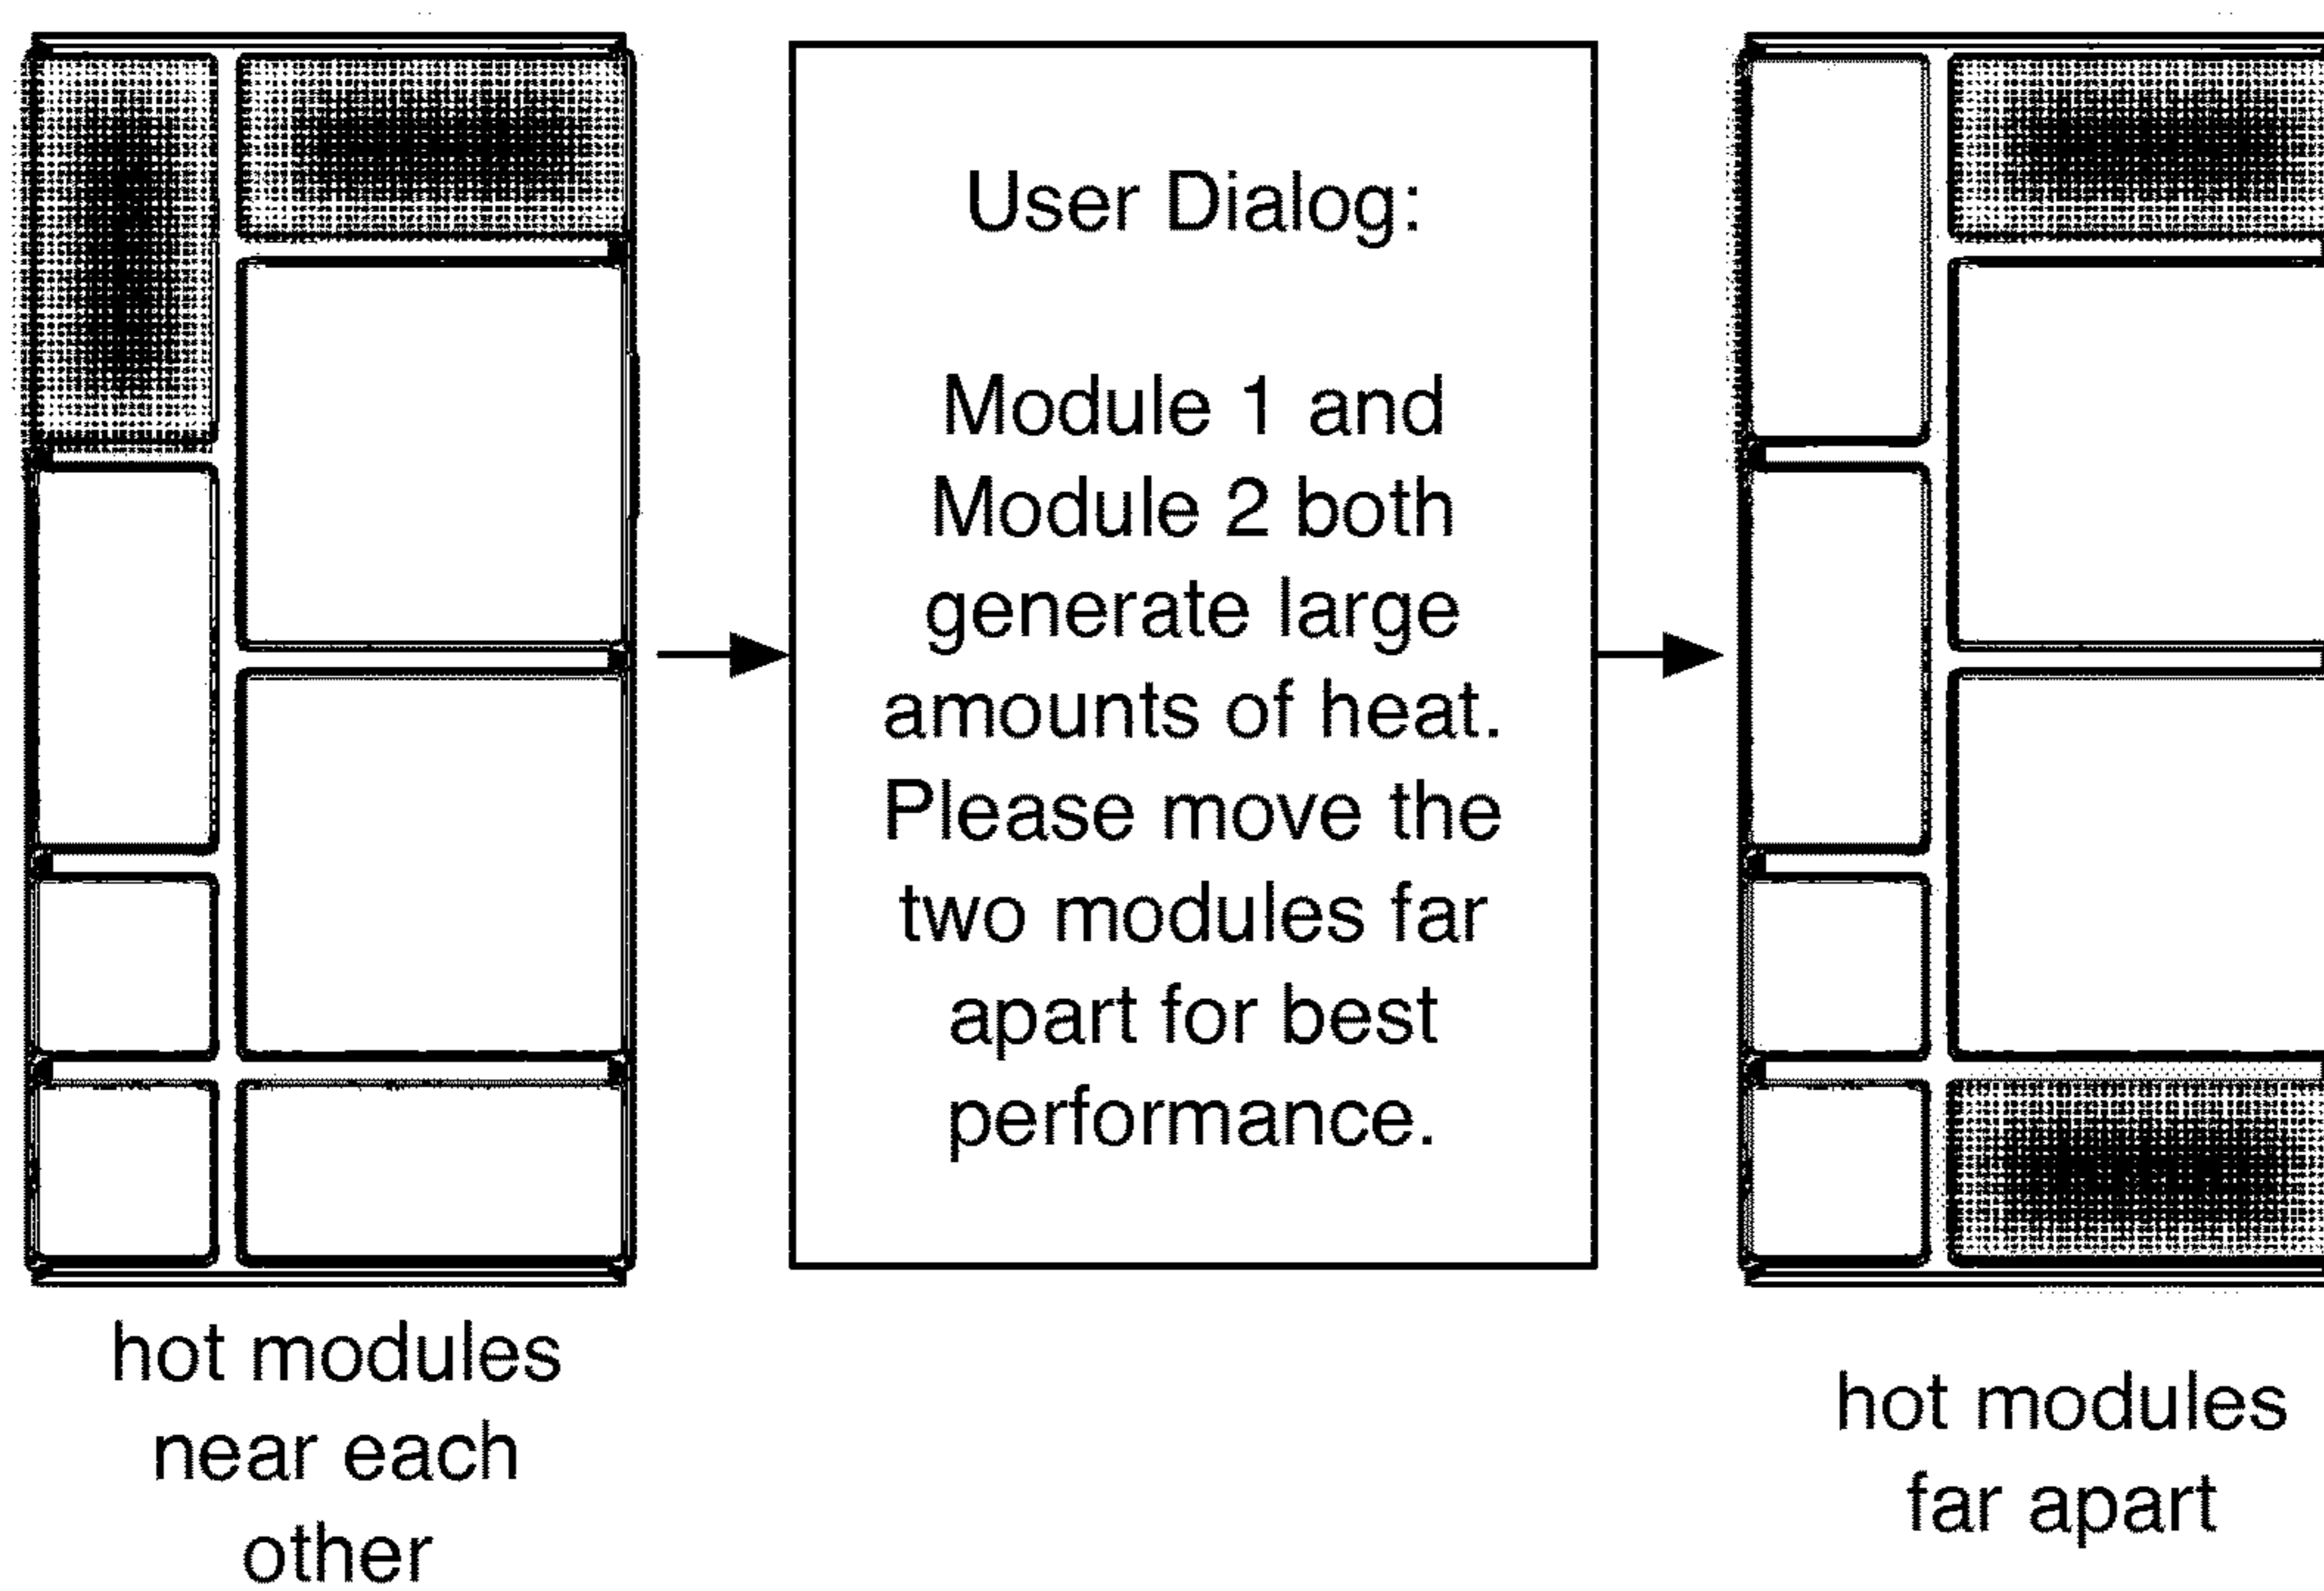 User Dialog:
Module 1 and
Module 2 both
generate large
amounts of heat.
Please move the
two modules far
apart for best
performance.
hot modules
near each
other
hot modules
far apart